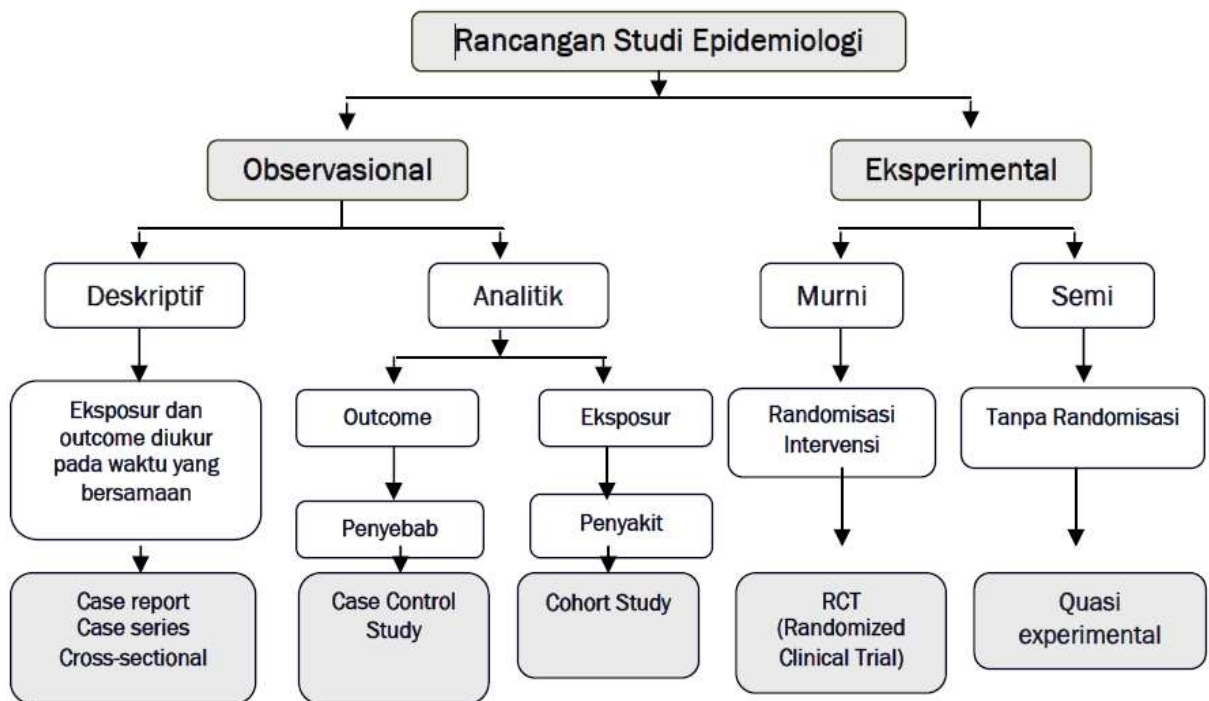 Rancangan Studi Epidemiologi
Observasional
Eksperimental
Deskriptif
Analitik
Murni
Semi
Eksposur dan
outcome diukur
pada waktu yang
bersamaan
Outcome
Eksposur
Randomisasi
Intervensi
Tanpa Randomisasi
Penyebab
Penyakit
Case report
Case series
Cross-sectional
Case Control
Study
Cohort Study
RCT
(Randomized
Clinical Trial)
Quasi
experimental